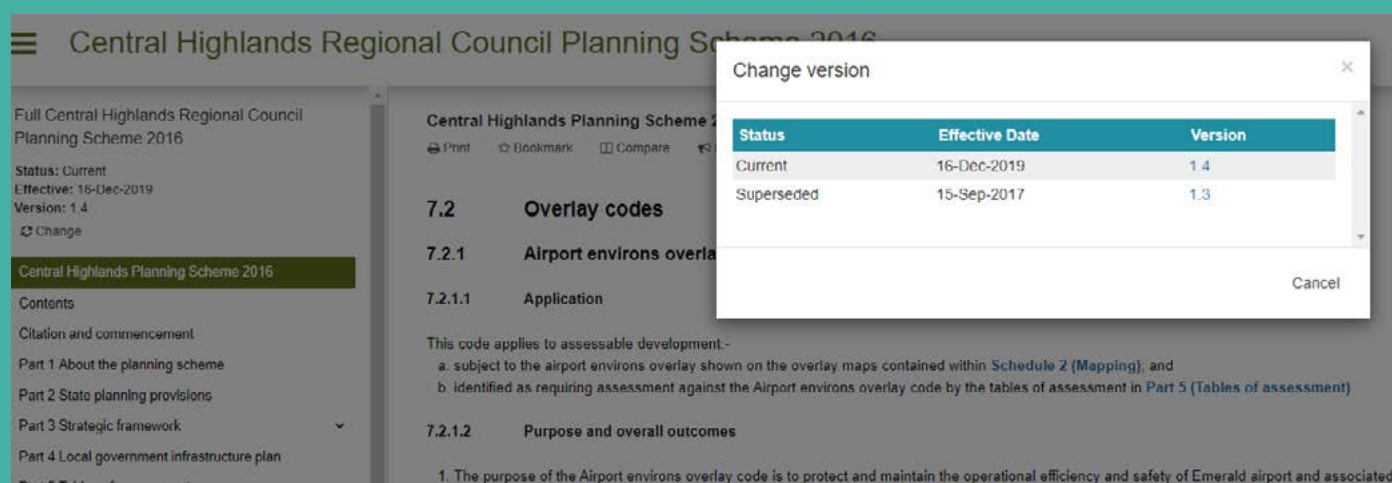 Central Highlands Regional Council Planning Scheme 2016
Full Central Highlands Regional Council
Planning Scheme 2016
Status: Current
Effective: 16-Dec-2019
Version: 1.4
Change
Central Highlands Planning Scheme 2016
Contents
Citation and commencement
Part 1 About the planning scheme
Part 2 State planning provisions
Part 3 Strategic framework
Part 4 Local government infrastructure plan
Central Highlands Planning Scheme 2
Print Bookmark Compare
7.2 Overlay codes
7.2.1 Airport environs overla
7.2.1.1 Application
This code applies to assessable development:-
a. subject to the airport environs overlay shown on the overlay maps contained within Schedule 2 (Mapping); and
b. identified as requiring assessment against the Airport environs overlay code by the tables of assessment in Part 5 (Tables of assessment)
7.2.1.2 Purpose and overall outcomes
1. The purpose of the Airport environs overlay code is to protect and maintain the operational efficiency and safety of Emerald airport and associated
Change version ×
Status Effective Date Version
Current 16-Dec-2019 1.4
Superseded 15-Sep-2017 1.3
Cancel